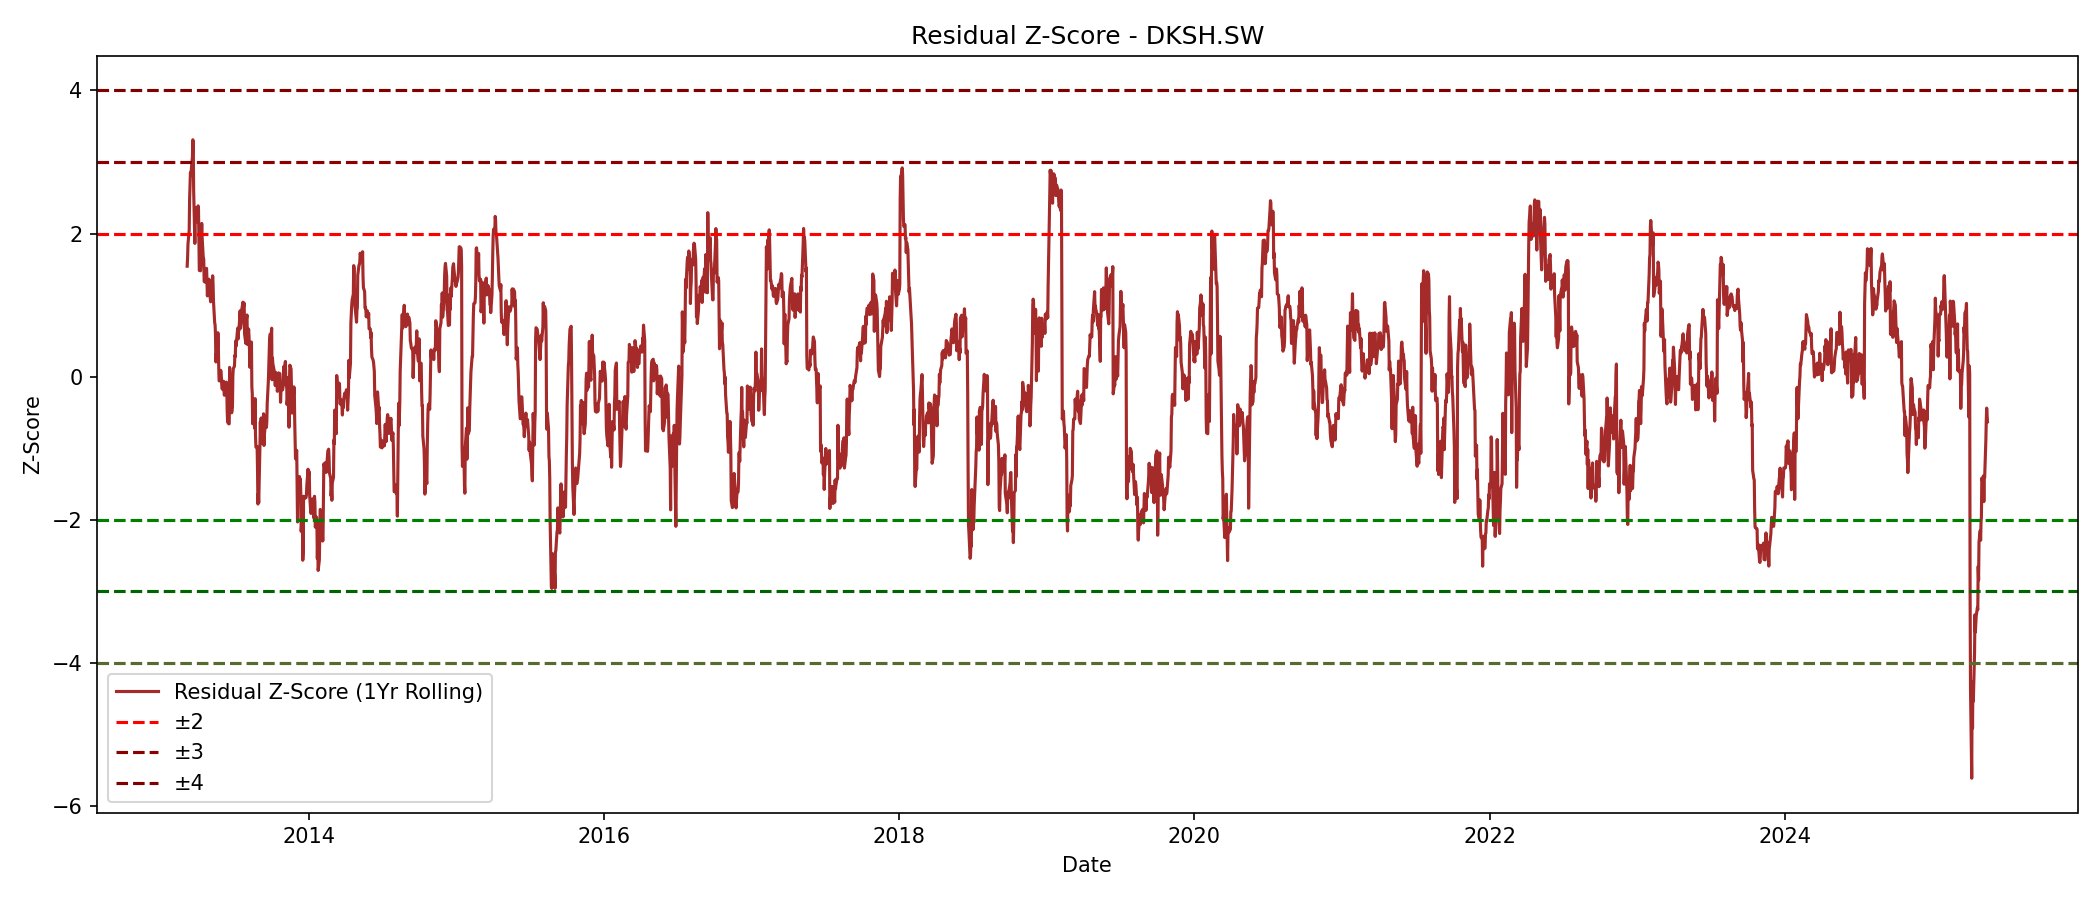 Residual Z-Score - DKSH.SW
Z-Score
4
2
0
−2
−4
−6
Residual Z-Score (1Yr Rolling)
±2
±3
±4
2014 2016 2018 2020 2022 2024
Date